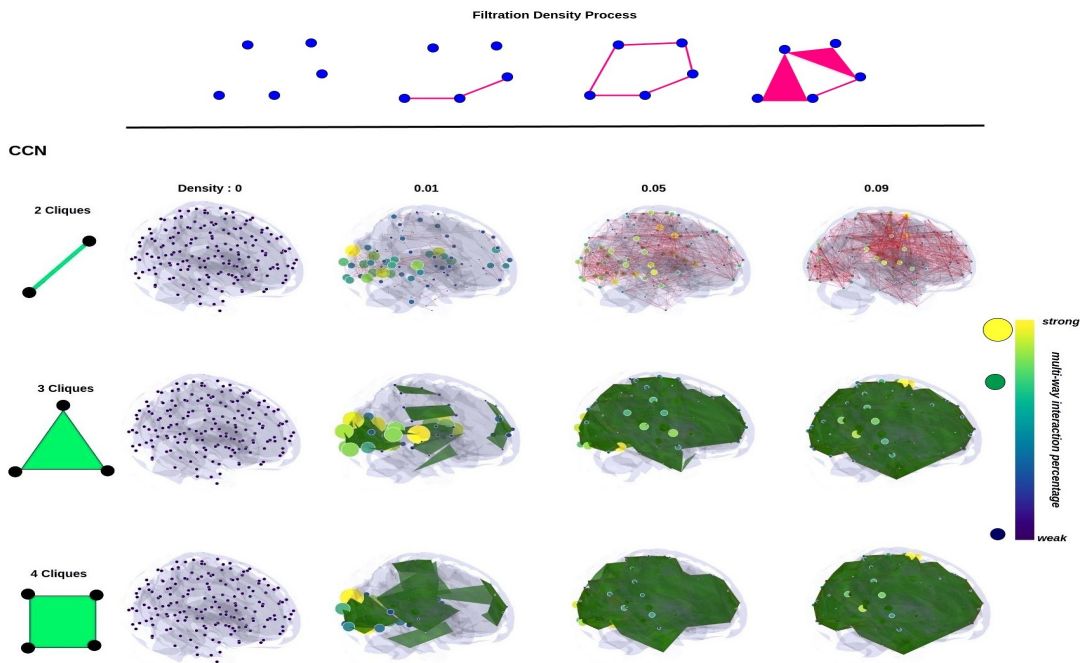 Filtration Density Process
CCN
Density : 0
0.01
0.05
0.09
2 Cliques
strong
multi-way interaction percentage
3 Cliques
weak
4 Cliques